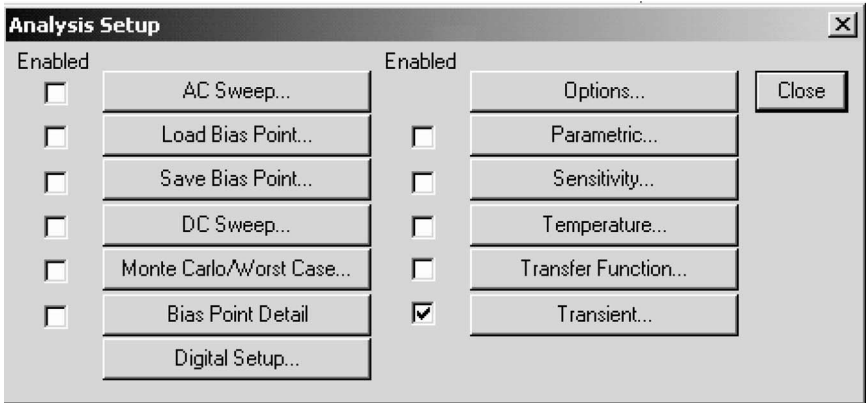 Analysis Setup
Enabled Enabled
AC Sweep... Options... Close
Load Bias Point... Parametric...
Save Bias Point... Sensitivity...
DC Sweep... Temperature...
Monte Carlo/Worst Case... Transfer Function...
Bias Point Detail Transient...
Digital Setup...